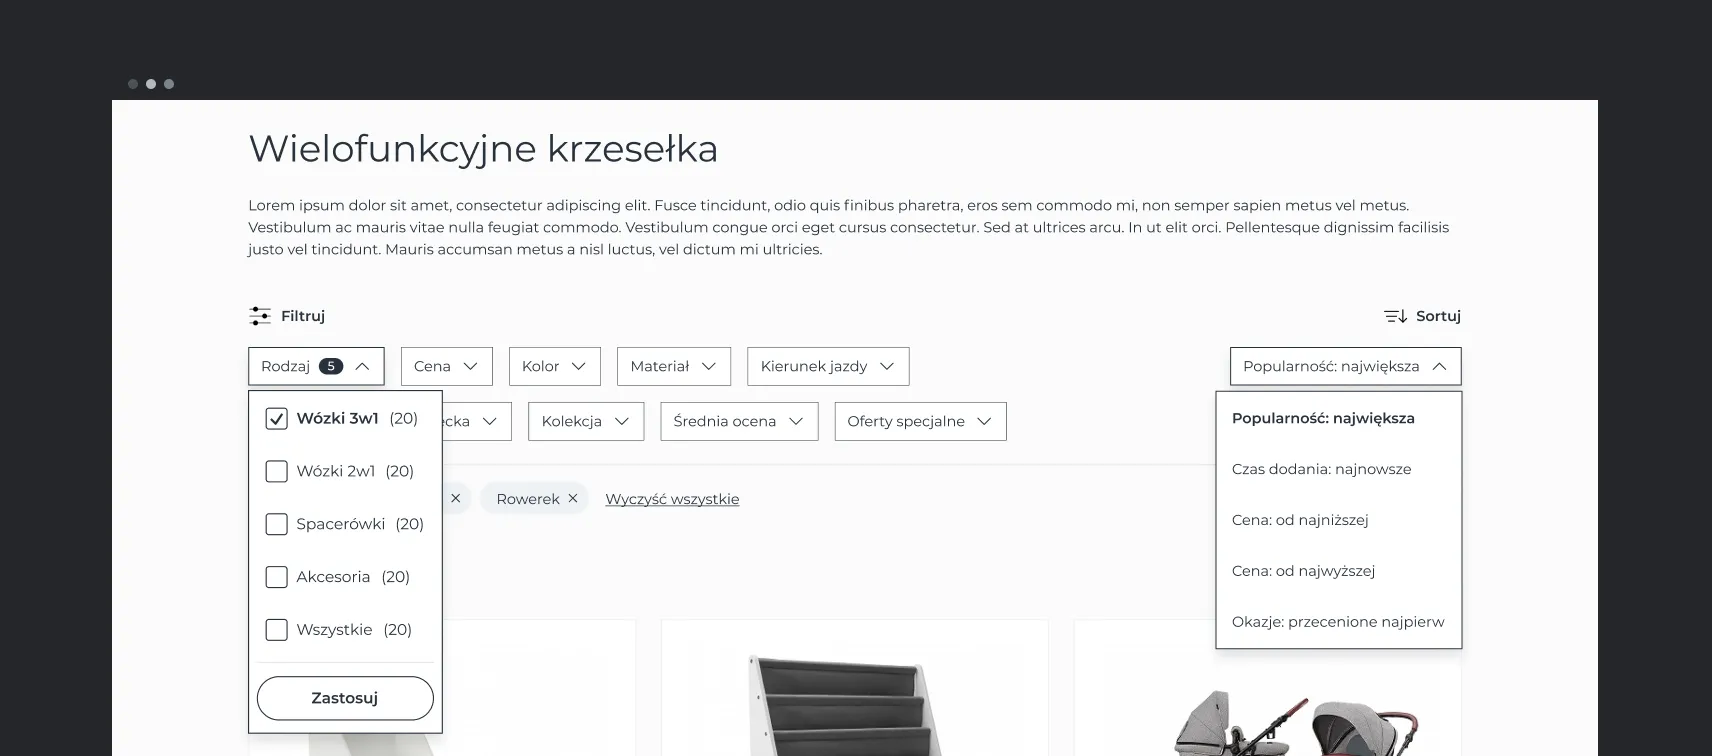 Wielofunkcyjne krzesełka
Lorem ipsum dolor sit amet, consectetur adipiscing elit. Fusce tincidunt, odio quis finibus pharetra, eros sem commodo mi, non semper sapien metus vel metus.
Vestibulum ac mauris vitae nulla feugiat commodo. Vestibulum congue orci eget cursus consectetur. Sed at ultrices arcu. In ut elit orci. Pellentesque dignissim facilisis
justo vel tincidunt. Mauris accumsan metus a nisl luctus, vel dictum mi ultricies.
Filtruj
Sortuj
Rodzaj 5
Cena
Kolor
Materiał
Kierunek jazdy
Popularność: największa
Wózki 3w1 (20)
Wózki 2w1 (20)
Spacerówki (20)
Akcesoria (20)
Wszystkie (20)
Zastosuj
Kolekcja
Średnia ocena
Oferty specjalne
Rowerek
Wyczyść wszystkie
Popularność: największa
Czas dodania: najnowsze
Cena: od najniższej
Cena: od najwyższej
Okazje: przecenione najpierw